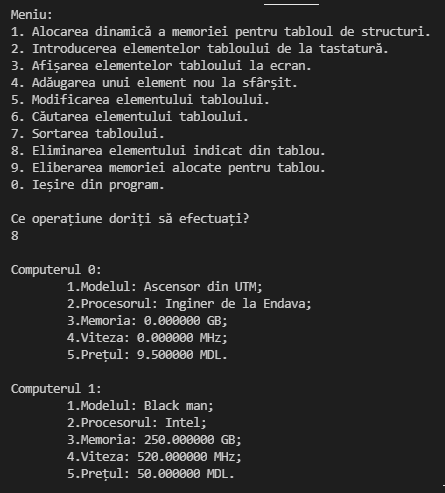 Meniu:
1. Alocarea dinamică a memoriei pentru tabloul de structuri.
2. Introducerea elementelor tabloului de la tastatură.
3. Afișarea elementelor tabloului la ecran.
4. Adăugarea unui element nou la sfârșit.
5. Modificarea elementului tabloului.
6. Căutarea elementului tabloului.
7. Sortarea tabloului.
8. Eliminarea elementului indicat din tablou.
9. Eliberarea memoriei alocate pentru tablou.
0. Ieșire din program.
Ce operațiune doriți să efectuați?
8
Computerul 0:
1.Modelul: Ascensor din UTM;
2.Procesorul: Inginer de la Endava;
3.Memoria: 0.000000 GB;
4.Viteza: 0.000000 MHz;
5.Prețul: 9.500000 MDL.
Computerul 1:
1.Modelul: Black man;
2.Procesorul: Intel;
3.Memoria: 250.000000 GB;
4.Viteza: 520.000000 MHz;
5.Prețul: 50.000000 MDL.